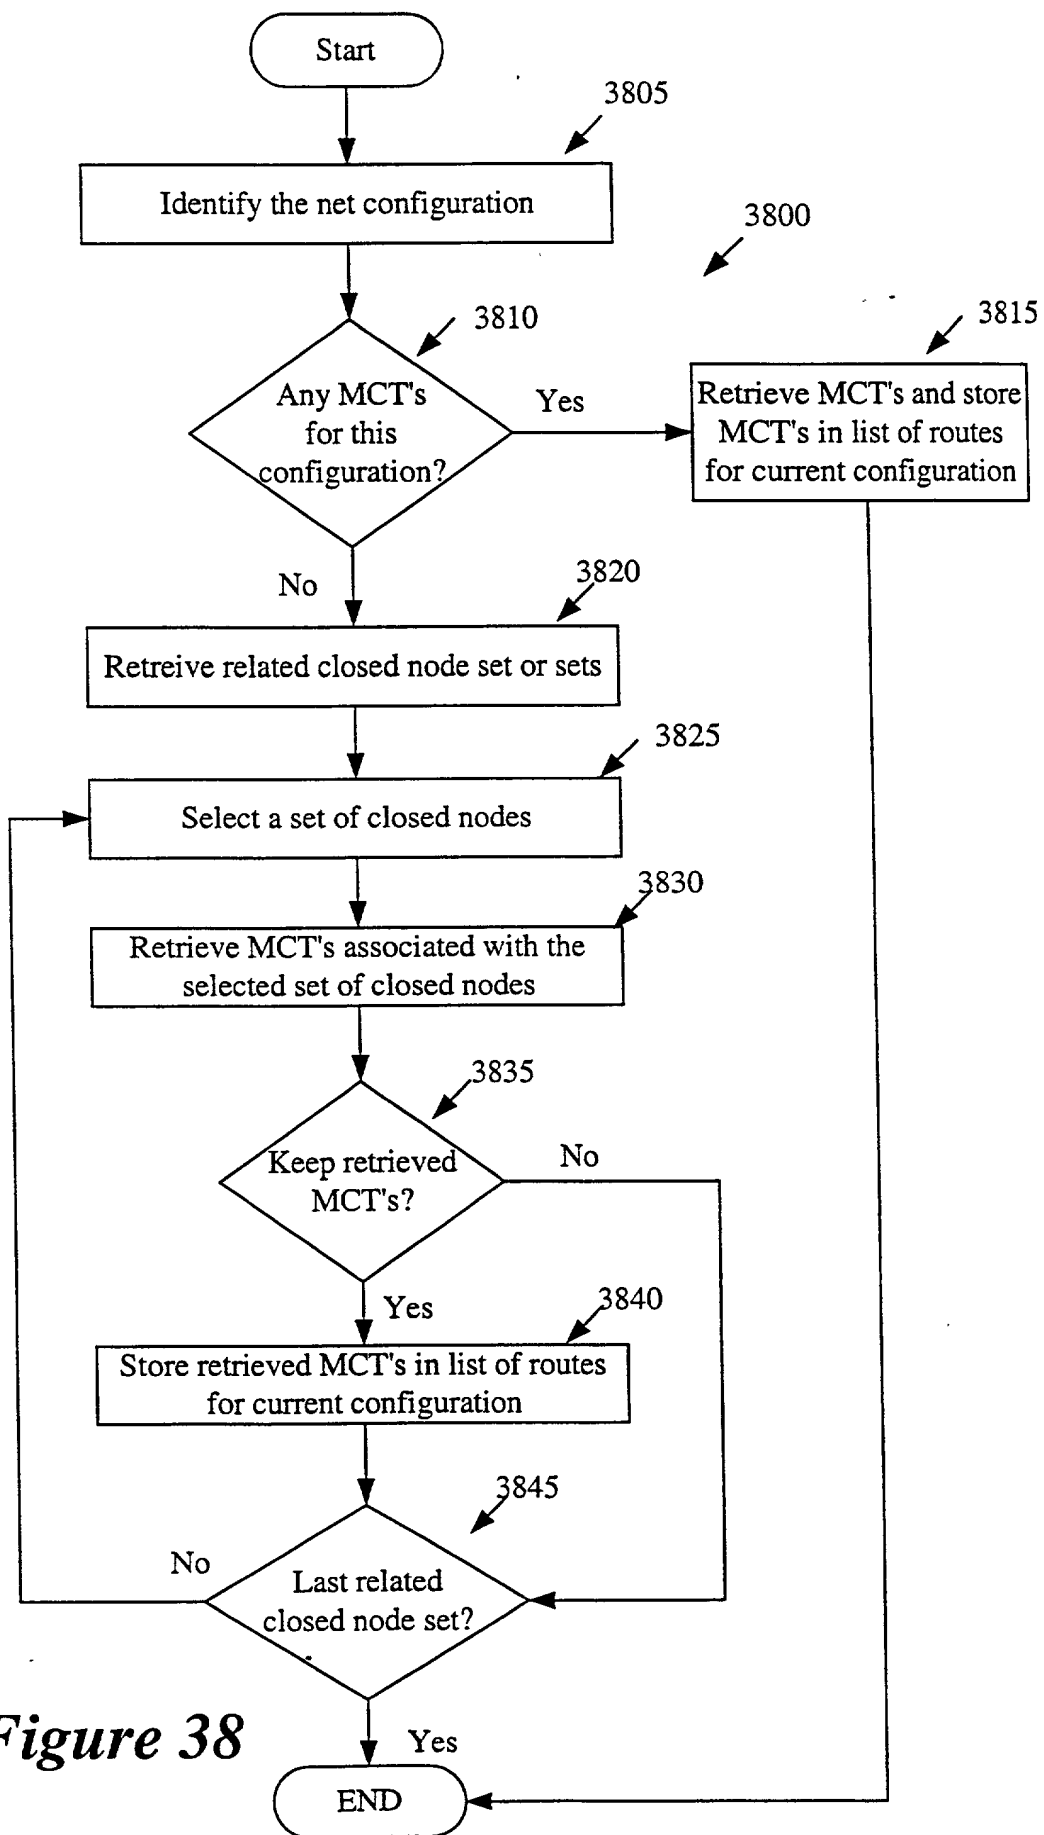 Start
3805
Identify the net configuration
3800
3810
3815
Any MCT's
for this
configuration?
Yes
Retrieve MCT's and store
MCT's in list of routes
for current configuration
No
3820
Retreive related closed node set or sets
3825
Select a set of closed nodes
3830
Retrieve MCT's associated with the
selected set of closed nodes
3835
Keep retrieved
MCT's?
No
Yes
3840
Store retrieved MCT's in list of routes
for current configuration
3845
No
Last related
closed node set?
Figure 38
Yes
END